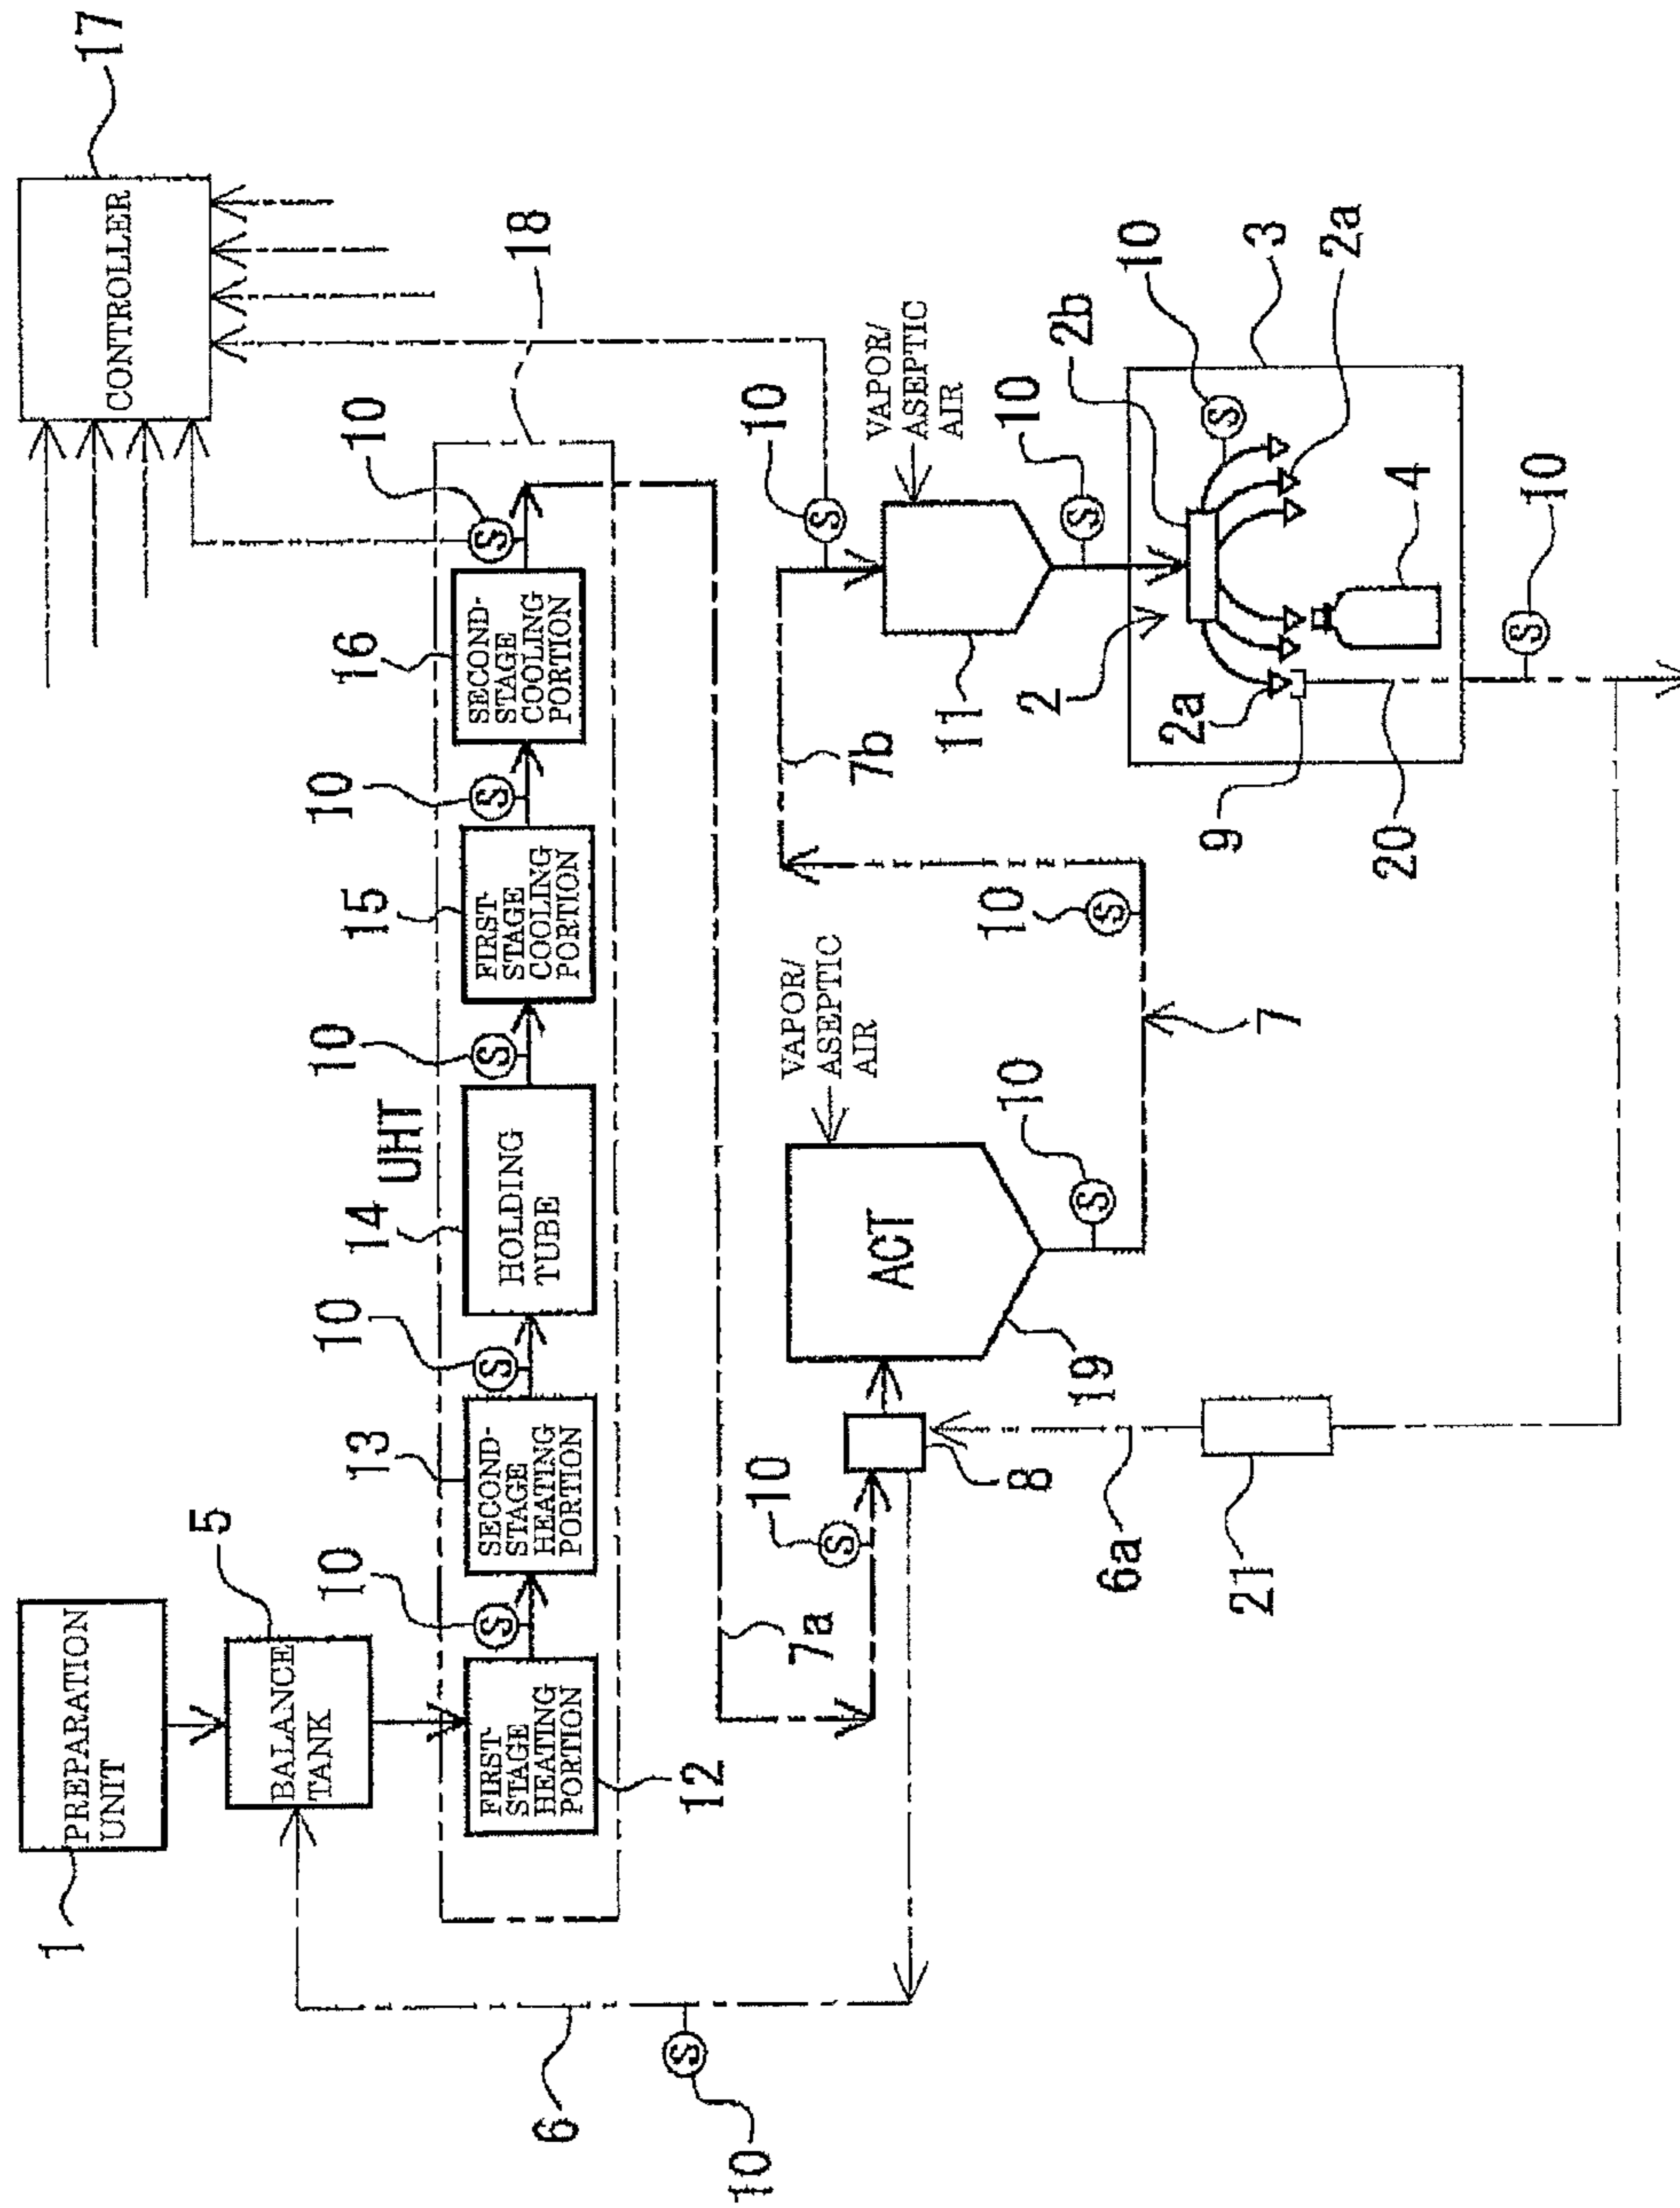 17
CONTROLLER
18
1
PREPARATION
UNIT
5
BALANCE
TANK
12
FIRST-
STAGE
HEATING
PORTION
10
S
13
SECOND-
STAGE
HEATING
PORTION
10
S
14
UHT
HOLDING
TUBE
10
S
15
FIRST-
STAGE
COOLING
PORTION
10
S
16
SECOND-
STAGE
COOLING
PORTION
10
S
6
10
S
7a
10
S
8
6a
21
ACT
19
VAPOR/
ASEPTIC
AIR
10
S
7
10
S
7b
10
S
VAPOR/
ASEPTIC
AIR
11
10
S
2
2b
10
S
3
2a
2a
4
9
20
10
S